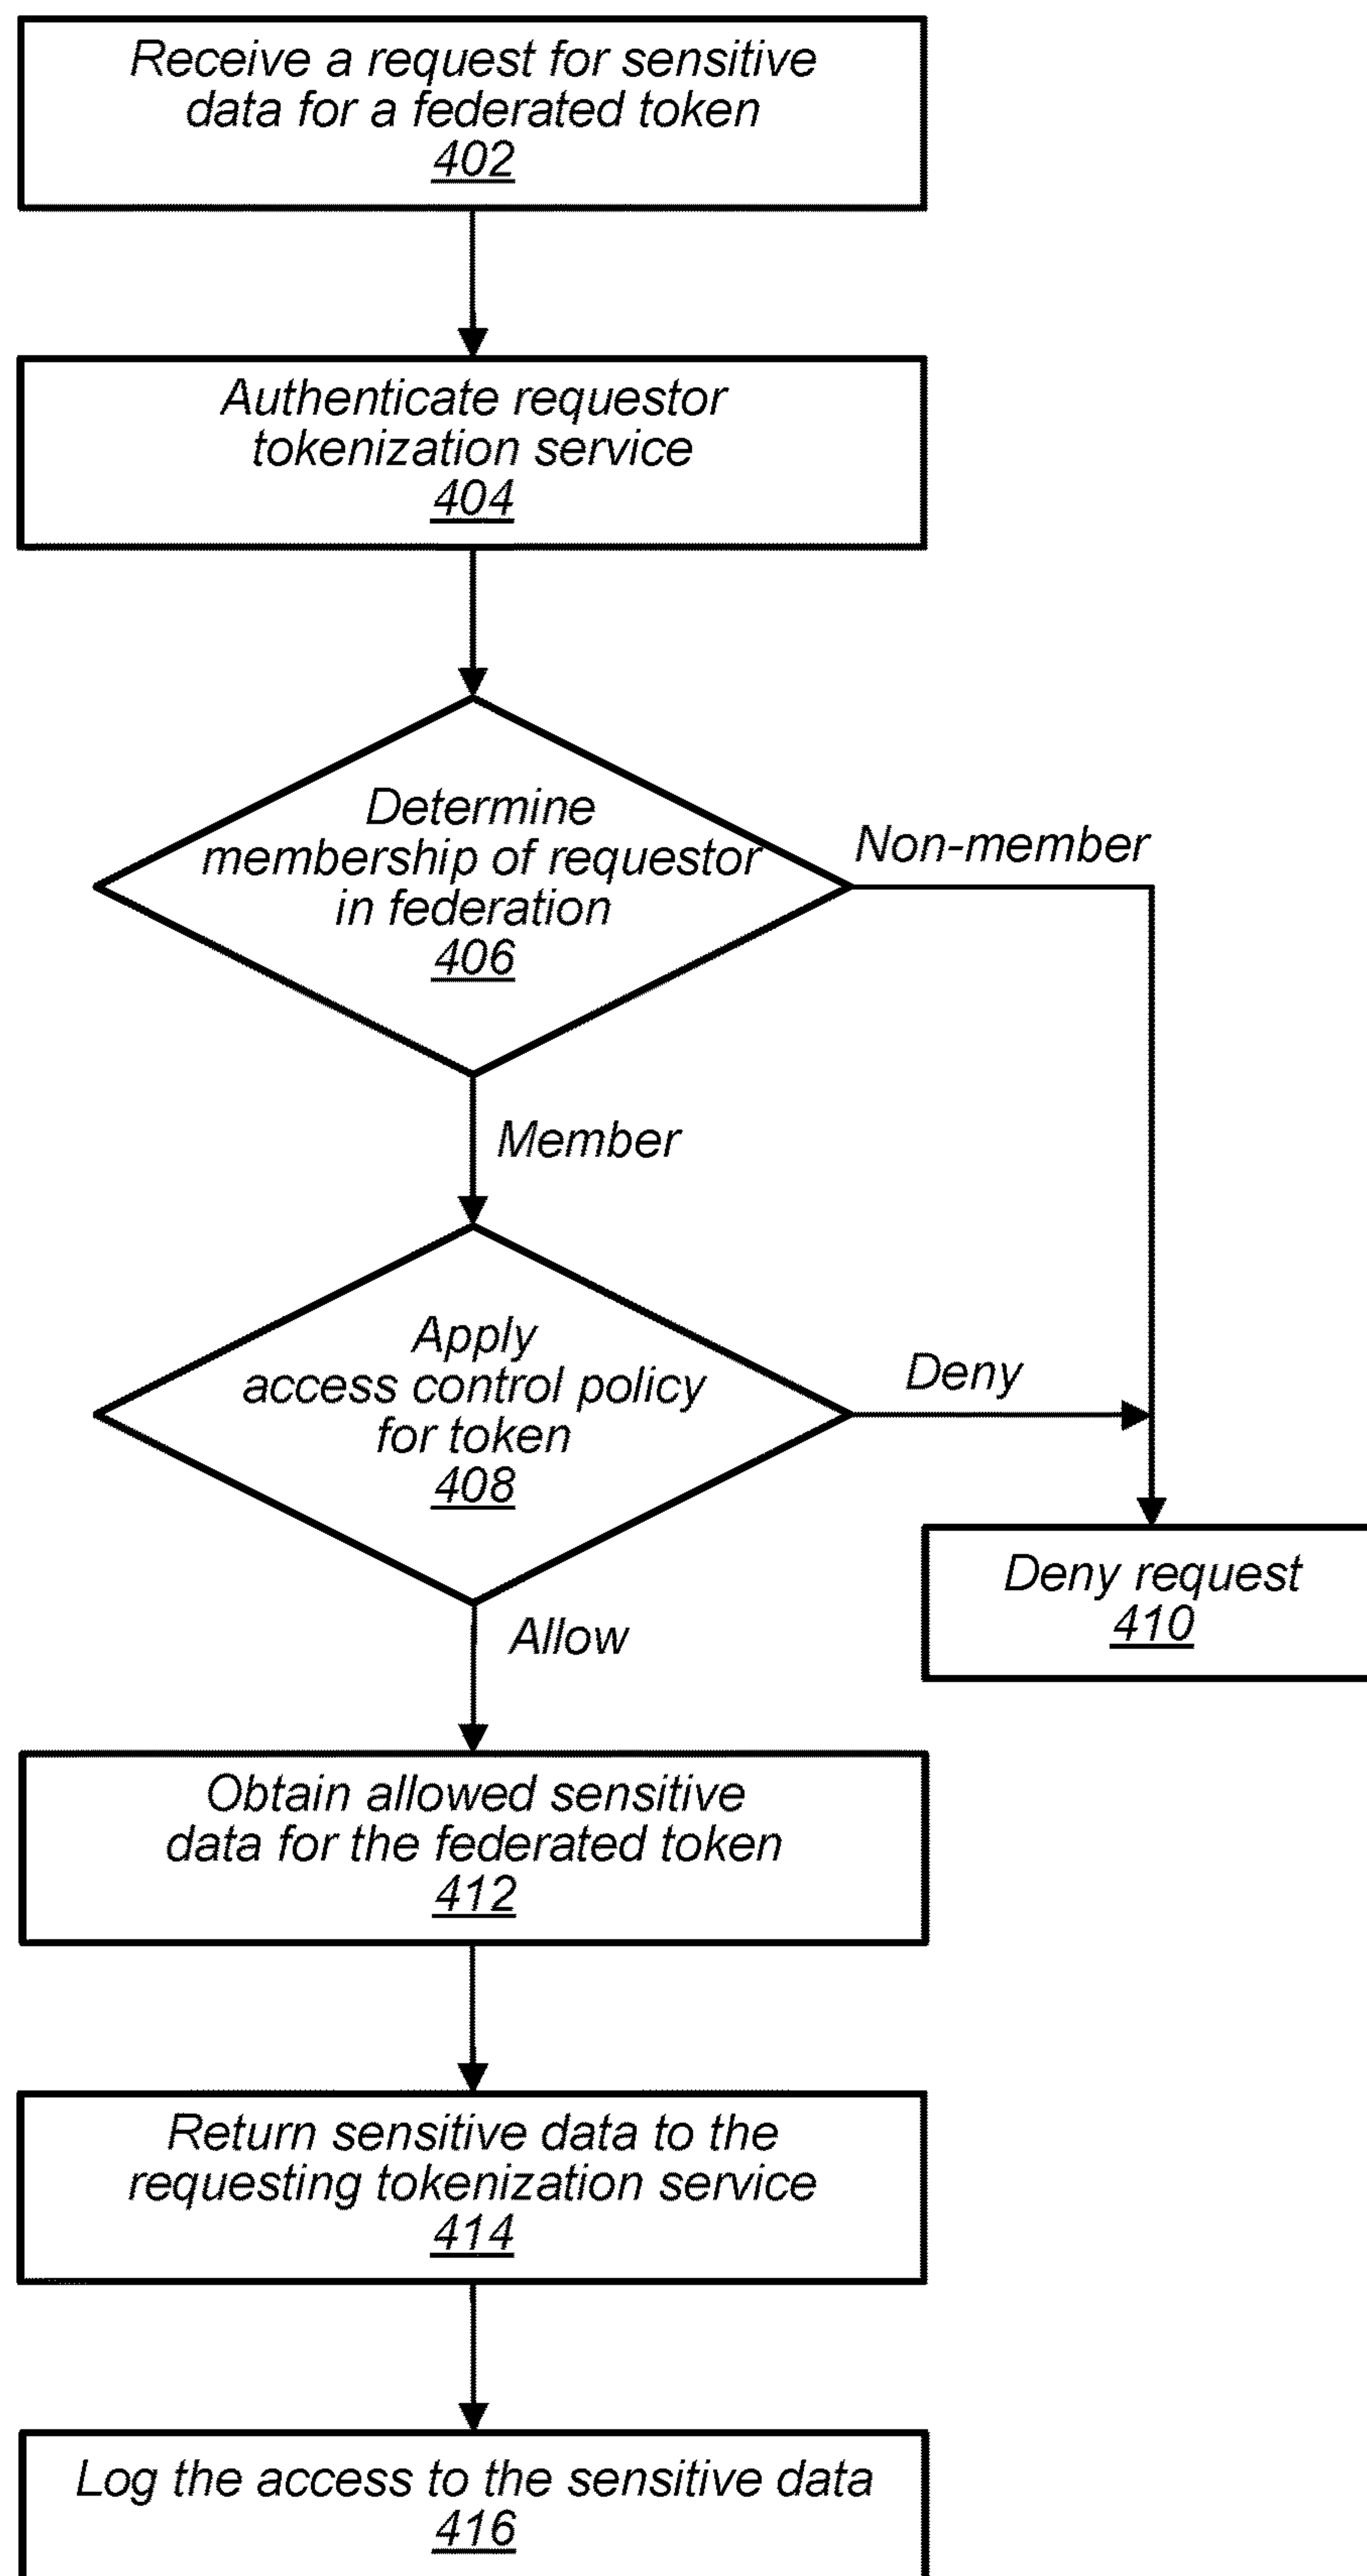 Receive a request for sensitive
data for a federated token
402
Authenticate requestor
tokenization service
404
Determine
membership of requestor
in federation
406
Non-member
Member
Apply
access control policy
for token
408
Deny
Deny request
410
Allow
Obtain allowed sensitive
data for the federated token
412
Return sensitive data to the
requesting tokenization service
414
Log the access to the sensitive data
416